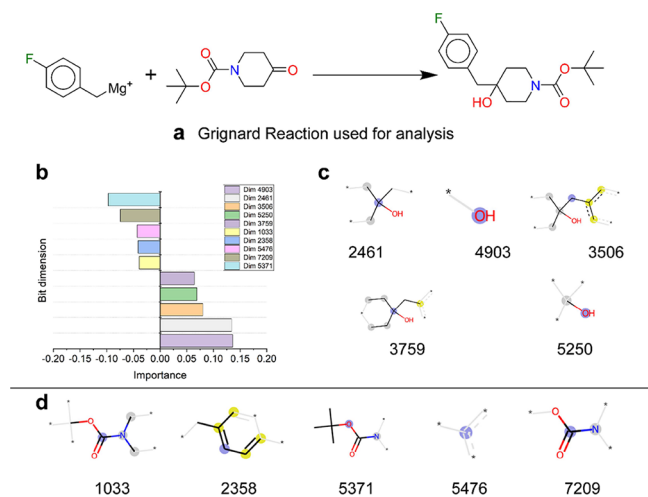 F
Mg+
+
N
O
O
O
F
HO
N
O
O
a Grignard Reaction used for analysis
b
Bit dimension
Dim 4903
Dim 2461
Dim 3506
Dim 5250
Dim 3759
Dim 1033
Dim 2358
Dim 5476
Dim 7209
Dim 5371
-0.20 -0.15 -0.10 -0.05 0.00 0.05 0.10 0.15 0.20
Importance
c
OH
* OH
OH
2461 4903 3506
OH
OH
3759 5250
d
O N O
O N O
O N O
1033 2358 5371 5476 7209